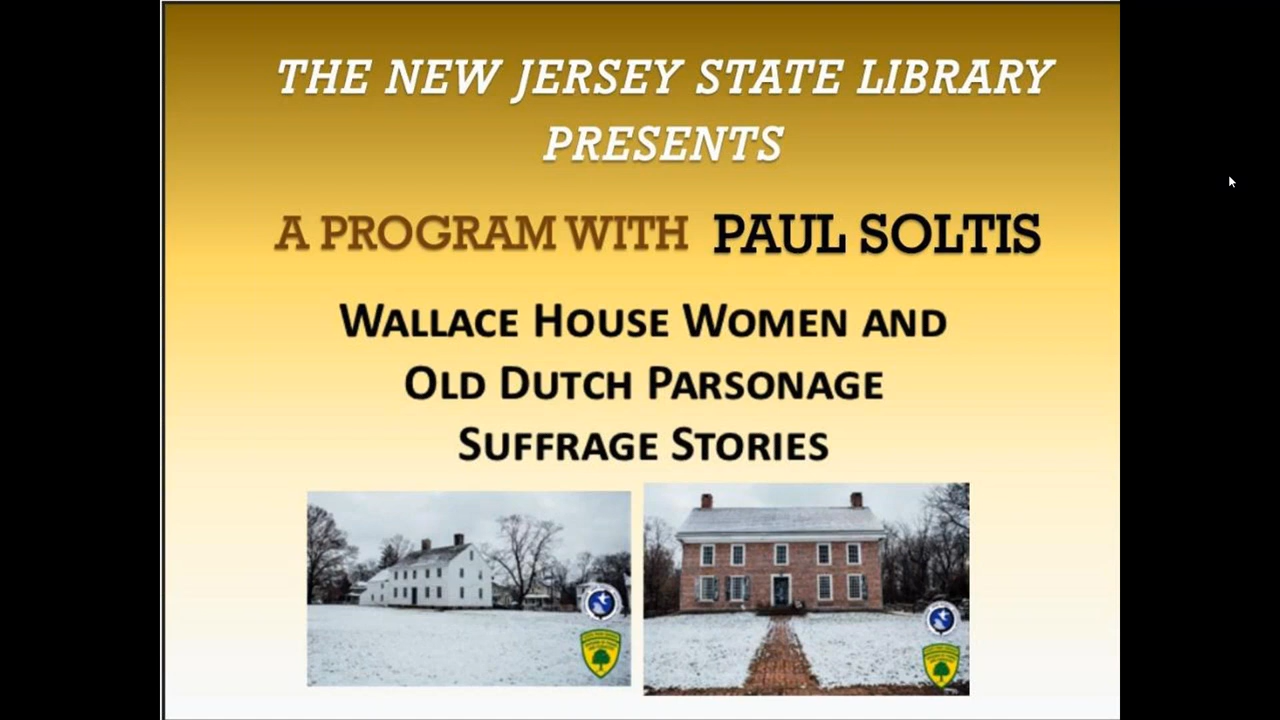 THE NEW JERSEY STATE LIBRARY
PRESENTS
A PROGRAM WITH PAUL SOLTIS
WALLACE HOUSE WOMEN AND
OLD DUTCH PARSONAGE
SUFFRAGE STORIES